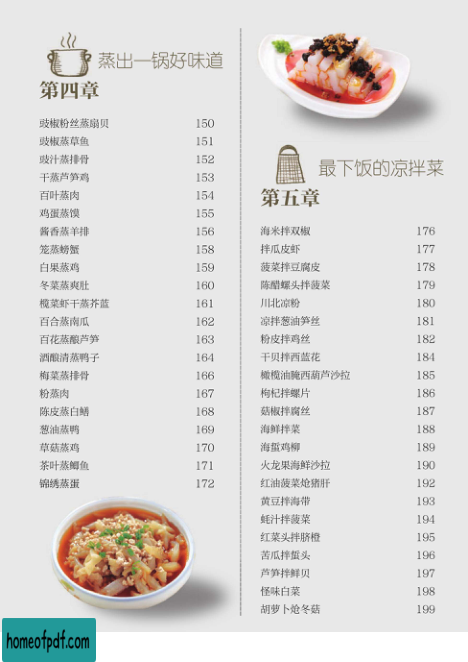 蒸出一锅好味道
第四章
豉椒粉丝蒸扇贝 150
豉椒蒸草鱼 151
豉汁蒸排骨 152
干蒸芦笋鸡 153
百叶蒸肉 154
鸡蛋蒸馍 155
酱香蒸羊排 156
笼蒸螃蟹 158
白果蒸鸡 159
冬菜蒸爽肚 160
榄菜虾干蒸芥蓝 161
百合蒸南瓜 162
百花蒸酿芦笋 163
酒酿清蒸鸭子 164
梅菜蒸排骨 166
粉蒸肉 167
陈皮蒸白鳝 168
葱油蒸鸭 169
草菇蒸鸡 170
茶叶蒸鲫鱼 171
锦绣蒸蛋 172
最下饭的凉拌菜
第五章
海米拌双椒 176
拌瓜皮虾 177
菠菜拌豆腐皮 178
陈醋螺头拌菠菜 179
川北凉粉 180
凉拌葱油笋丝 181
粉皮拌鸡丝 182
干贝拌西蓝花 184
橄榄油腌西葫芦沙拉 185
枸杞拌螺片 186
菇椒拌腐丝 187
海鲜拌菜 188
海蜇鸡柳 189
火龙果海鲜沙拉 190
红油菠菜炝猪肝 192
黄豆拌海带 193
蚝汁拌菠菜 194
红菜头拌脐橙 195
苦瓜拌蜇头 196
芦笋拌鲜贝 197
怪味白菜 198
胡萝卜炝冬菇 199
homeofpdf.com